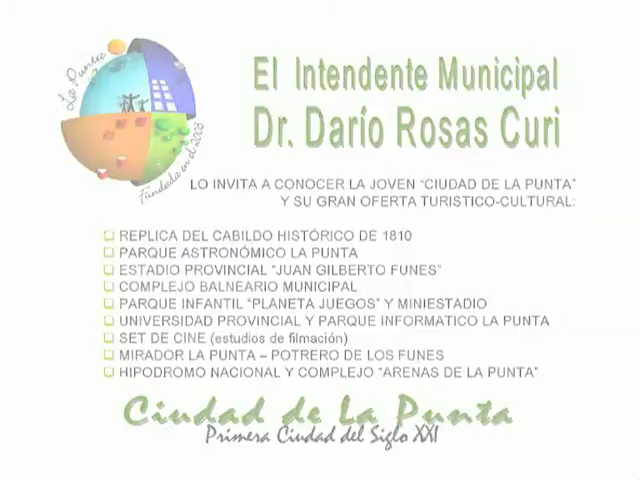 La Punta
Fundada en el 2003
El Intendente Municipal
Dr. Darío Rosas Curi
LO INVITA A CONOCER LA JOVEN "CIUDAD DE LA PUNTA"
Y SU GRAN OFERTA TURISTICO-CULTURAL:
❑ REPLICA DEL CABILDO HISTÓRICO DE 1810
❑ PARQUE ASTRONÓMICO LA PUNTA
❑ ESTADIO PROVINCIAL "JUAN GILBERTO FUNES"
❑ COMPLEJO BALNEARIO MUNICIPAL
❑ PARQUE INFANTIL "PLANETA JUEGOS" Y MINIESTADIO
❑ UNIVERSIDAD PROVINCIAL Y PARQUE INFORMATICO LA PUNTA
❑ SET DE CINE (estudios de filmación)
❑ MIRADOR LA PUNTA – POTRERO DE LOS FUNES
❑ HIPODROMO NACIONAL Y COMPLEJO "ARENAS DE LA PUNTA"
Ciudad de La Punta
Primera Ciudad del Siglo XXI